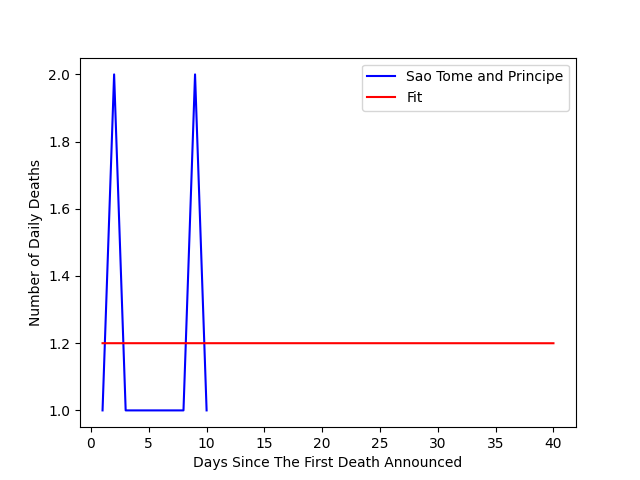 Sao Tome and Principe
Fit
2.0
1.8
1.6
1.4
1.2
1.0
Number of Daily Deaths
0 5 10 15 20 25 30 35 40
Days Since The First Death Announced